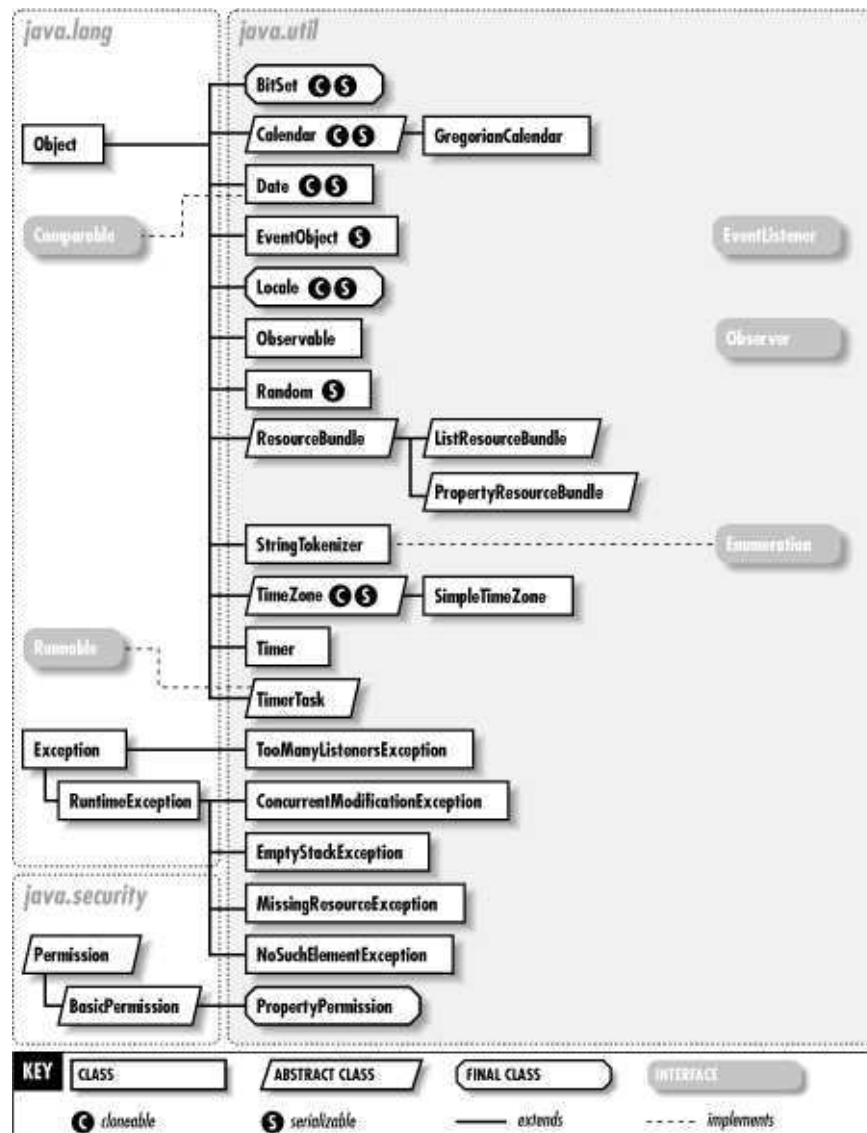 java.lang
java.util
BitSet C S
Object
Calendar C S
GregorianCalendar
Date C S
Comparable
EventObject S
EventListener
Locale C S
Observable
Observer
Random S
ResourceBundle
ListResourceBundle
PropertyResourceBundle
StringTokenizer
Enumeration
TimeZone C S
SimpleTimeZone
Runnable
Timer
TimerTask
Exception
TooManyListenersException
RuntimeException
ConcurrentModificationException
EmptyStackException
java.security
MissingResourceException
Permission
NoSuchElementException
BasicPermission
PropertyPermission
KEY
CLASS
ABSTRACT CLASS
FINAL CLASS
INTERFACE
C cloneable
S serializable
extends
implements